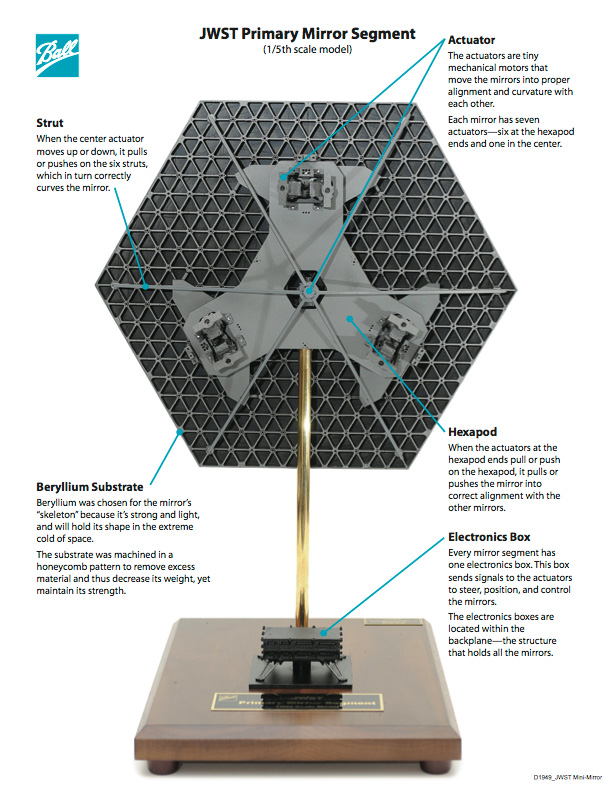 Ball
JWST Primary Mirror Segment
(1/5th scale model)
Actuator
The actuators are tiny
mechanical motors that
move the mirrors into proper
alignment and curvature with
each other.
Each mirror has seven
actuators—six at the hexapod
ends and one in the center.
Strut
When the center actuator
moves up or down, it pulls
or pushes on the six struts,
which in turn correctly
curves the mirror.
Hexapod
When the actuators at the
hexapod ends pull or push
on the hexapod, it pulls or
pushes the mirror into
correct alignment with the
other mirrors.
Beryllium Substrate
Beryllium was chosen for the mirror's
"skeleton" because it's strong and light,
and will hold its shape in the extreme
cold of space.
The substrate was machined in a
honeycomb pattern to remove excess
material and thus decrease its weight, yet
maintain its strength.
Electronics Box
Every mirror segment has
one electronics box. This box
sends signals to the actuators
to steer, position, and control
the mirrors.
The electronics boxes are
located within the
backplane—the structure
that holds all the mirrors.
JWST
Primary Mirror Segment
D1949_JWST Mini-Mirror